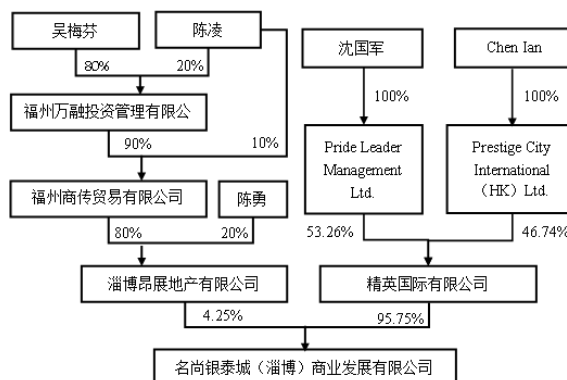 吴梅芬
陈凌
沈国军
Chen Ian
80%
20%
100%
100%
福州万融投资管理有限公
90%
10%
Pride Leader
Management
Ltd.
Prestige City
International
（HK）Ltd.
福州商传贸易有限公司
陈勇
80%
20%
53.26%
46.74%
淄博昂展地产有限公司
精英国际有限公司
4.25%
95.75%
名尚银泰城（淄博）商业发展有限公司